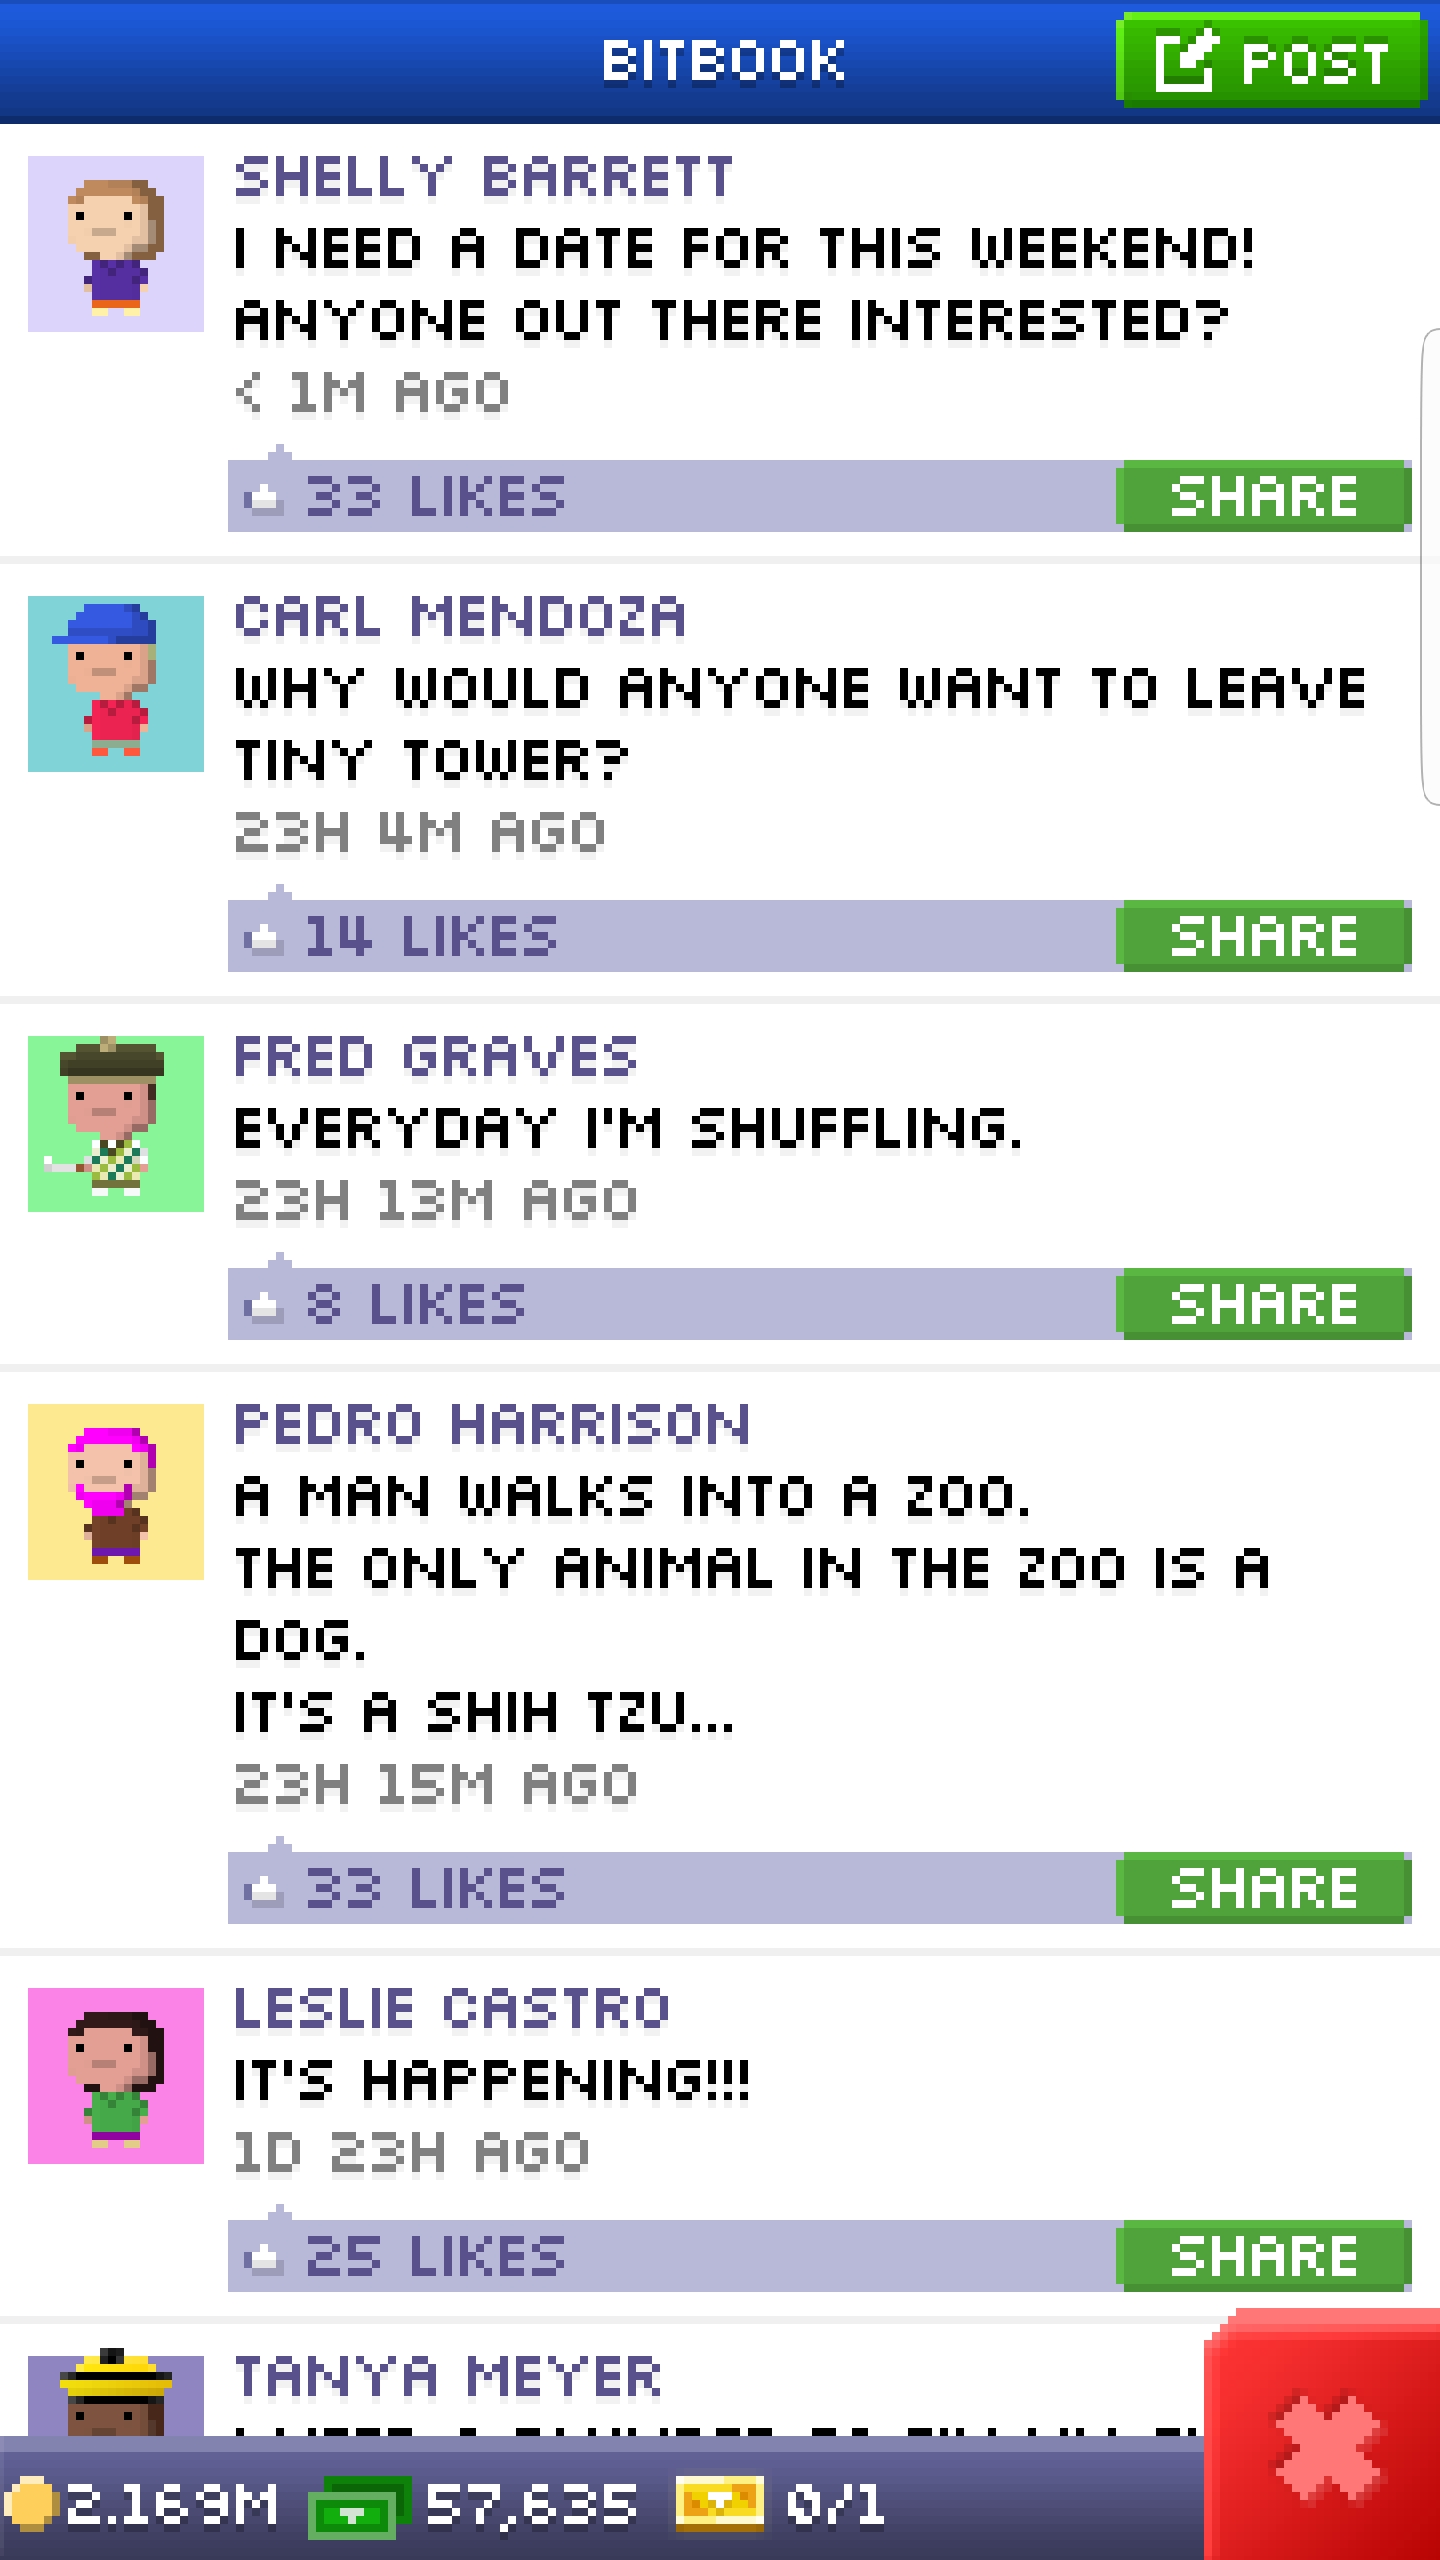 BITBOOK
POST
SHELLY BARRETT
I NEED A DATE FOR THIS WEEKEND!
ANYONE OUT THERE INTERESTED?
< 1M AGO
33 LIKES
SHARE
CARL MENDOZA
WHY WOULD ANYONE WANT TO LEAVE
TINY TOWER?
23H 4M AGO
14 LIKES
SHARE
FRED GRAVES
EVERYDAY I'M SHUFFLING.
23H 13M AGO
8 LIKES
SHARE
PEDRO HARRISON
A MAN WALKS INTO A ZOO.
THE ONLY ANIMAL IN THE ZOO IS A
DOG.
IT'S A SHIH TZU...
23H 15M AGO
33 LIKES
SHARE
LESLIE CASTRO
IT'S HAPPENING!!!
1D 23H AGO
25 LIKES
SHARE
TANYA MEYER
2.169M 57,635 0/1